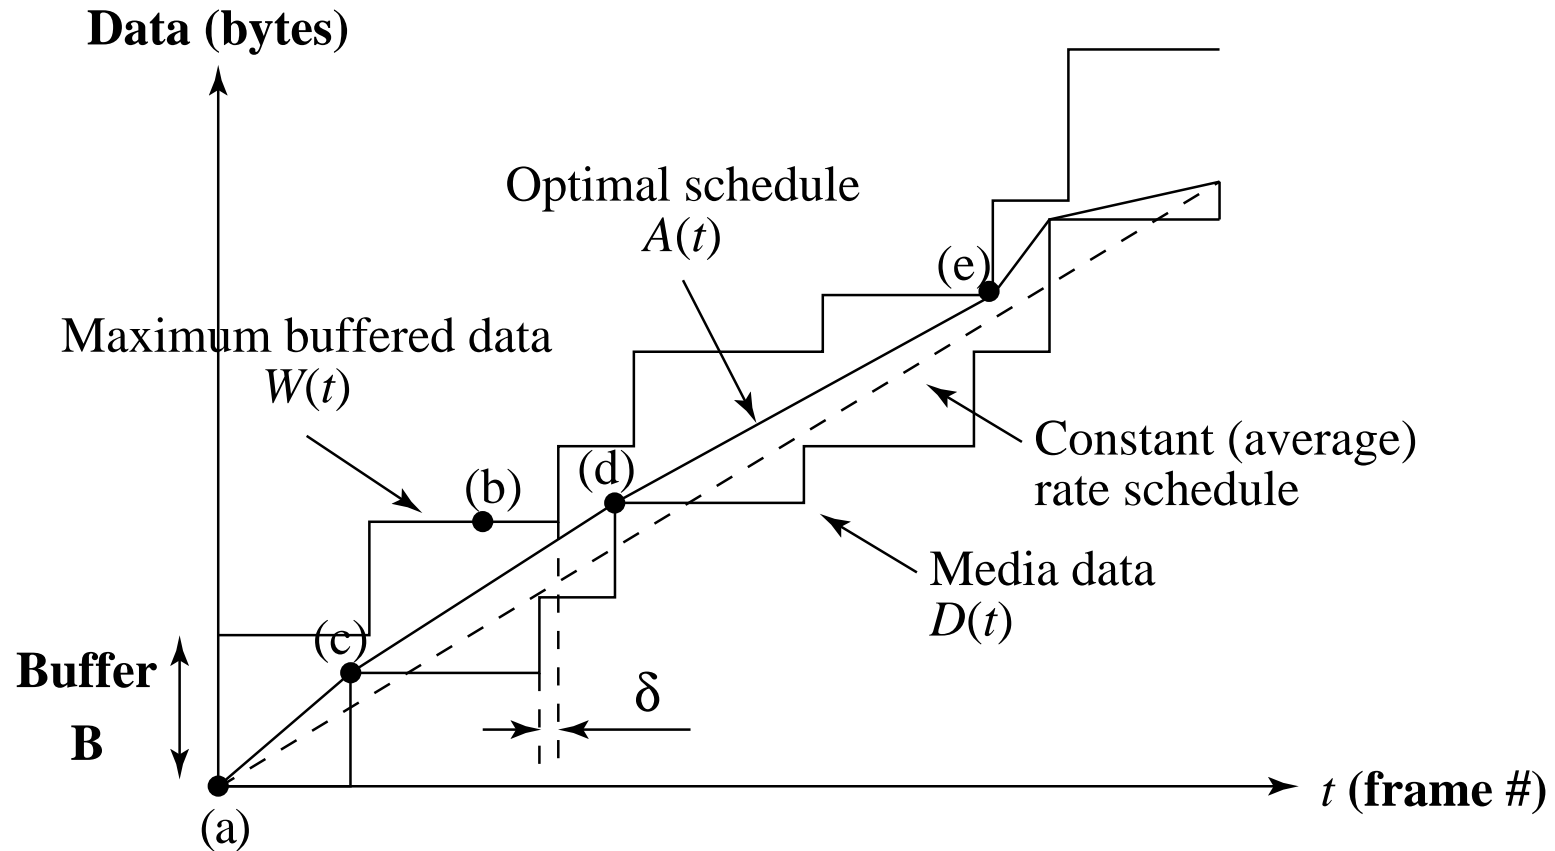 Data (bytes)
Optimal schedule
A(t)
(e)
Maximum buffered data
W(t)
(b)
(d)
Constant (average)
rate schedule
Media data
D(t)
(c)
Buffer
B
δ
t (frame #)
(a)